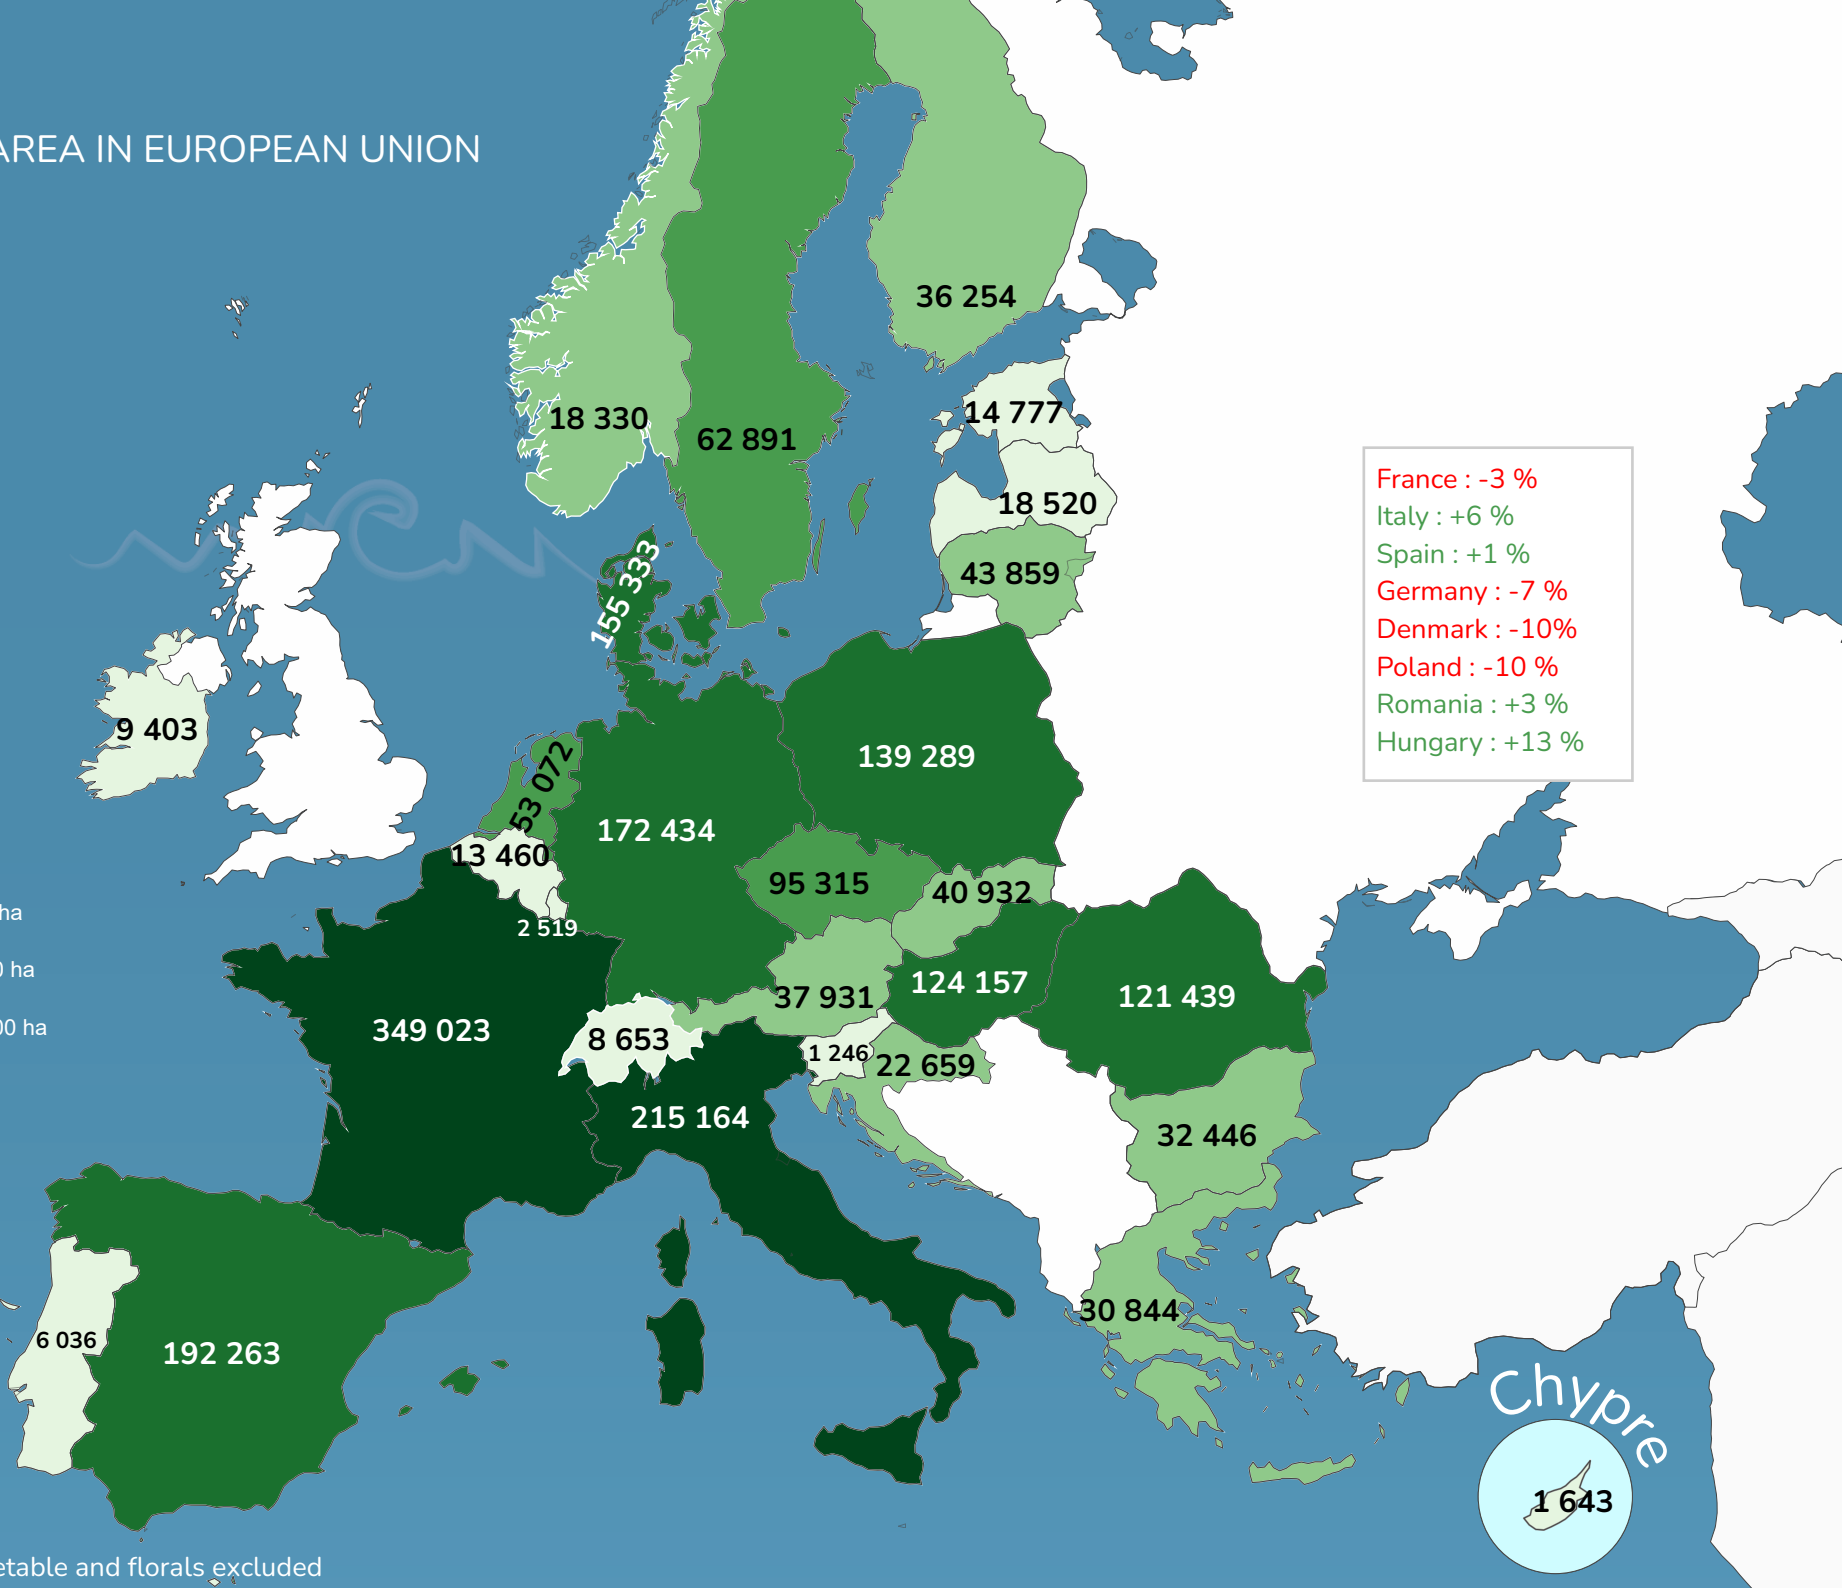 AREA IN EUROPEAN UNION
36 254
18 330
62 891
14 777
18 520
43 859
155 333
France : -3 %
Italy : +6 %
Spain : +1 %
Germany : -7 %
Denmark : -10%
Poland : -10 %
Romania : +3 %
Hungary : +13 %
9 403
53 072
139 289
172 434
13 460
95 315
40 932
2 519
ha
0 ha
00 ha
349 023
8 653
37 931
124 157
121 439
1 246
22 659
215 164
32 446
30 844
6 036
192 263
Chypre
1 643
etable and florals excluded